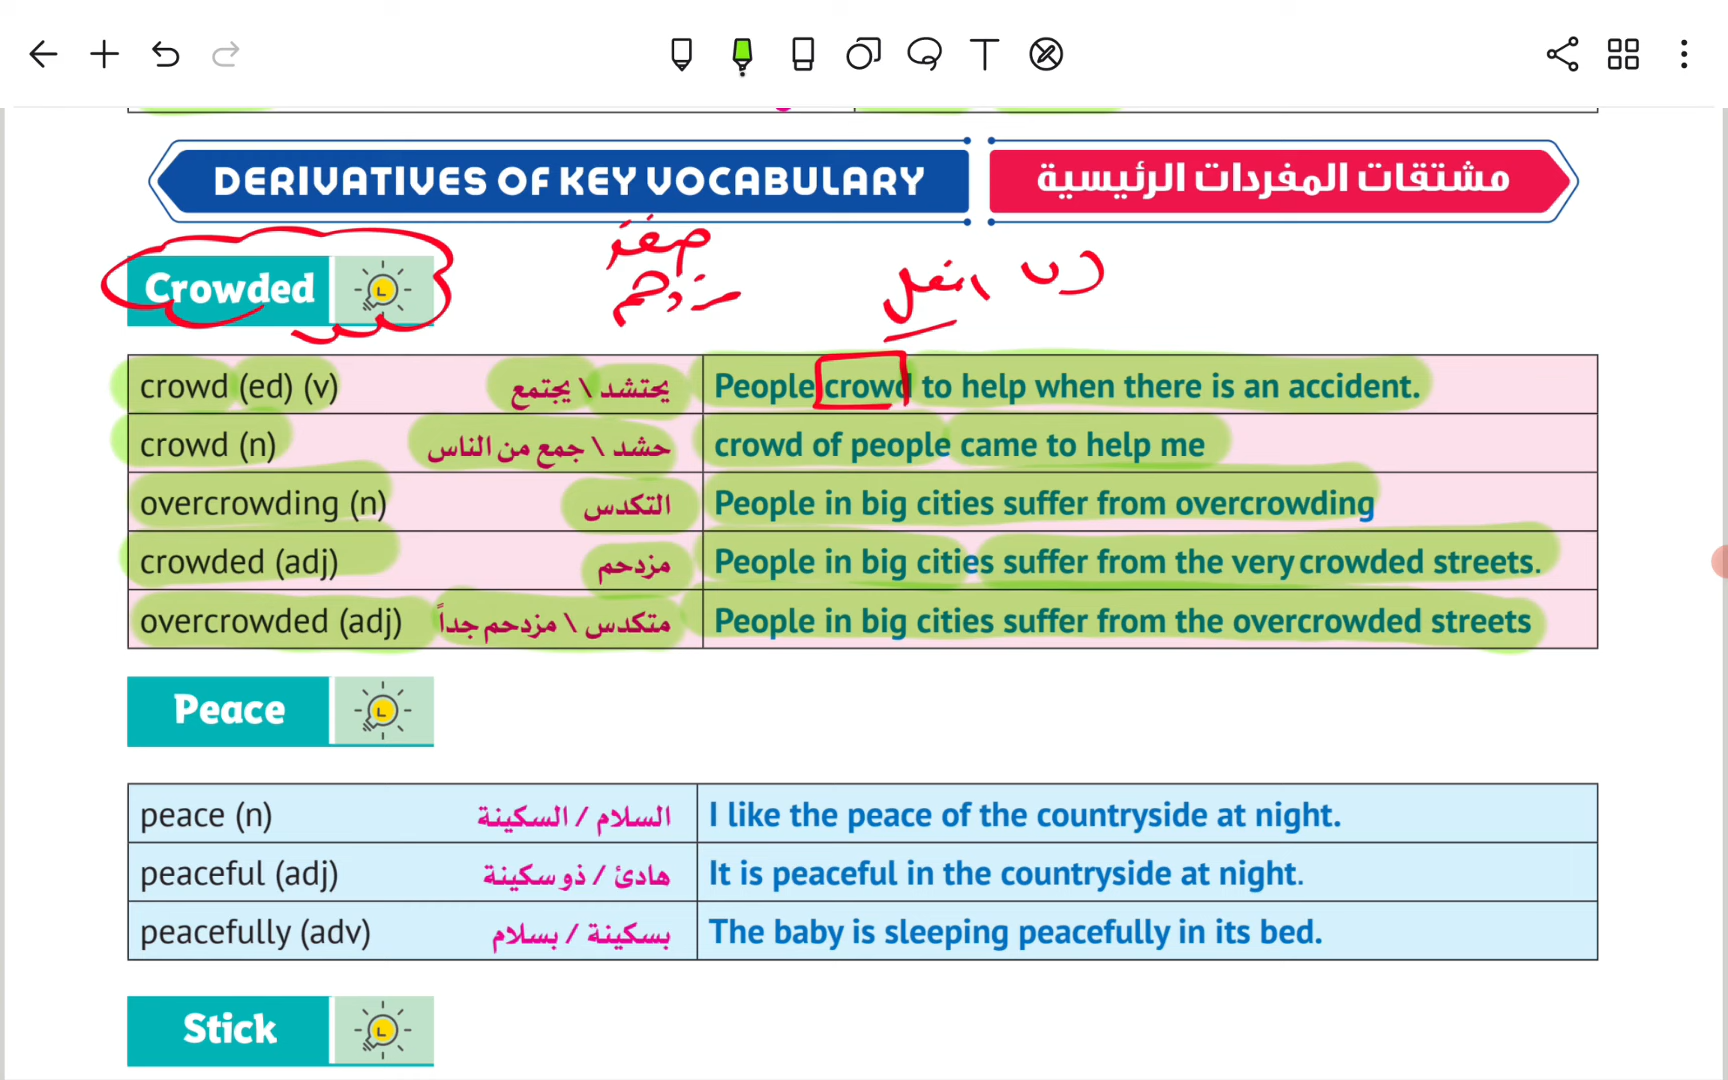 DERIVATIVES OF KEY VOCABULARY
مشتقات المفردات الرئيسية
صفة
مزدحم
الفعل
Crowded
crowd (ed) (v) يحتشد \ يجتمع People crowd to help when there is an accident.
crowd (n) حشد \ جمع من الناس crowd of people came to help me
overcrowding (n) التكدس People in big cities suffer from overcrowding
crowded (adj) مزدحم People in big cities suffer from the very crowded streets.
overcrowded (adj) متكدس \ مزدحم جداً People in big cities suffer from the overcrowded streets
Peace
peace (n) السلام / السكينة I like the peace of the countryside at night.
peaceful (adj) هادئ / ذو سكينة It is peaceful in the countryside at night.
peacefully (adv) بسكينة / بسلام The baby is sleeping peacefully in its bed.
Stick